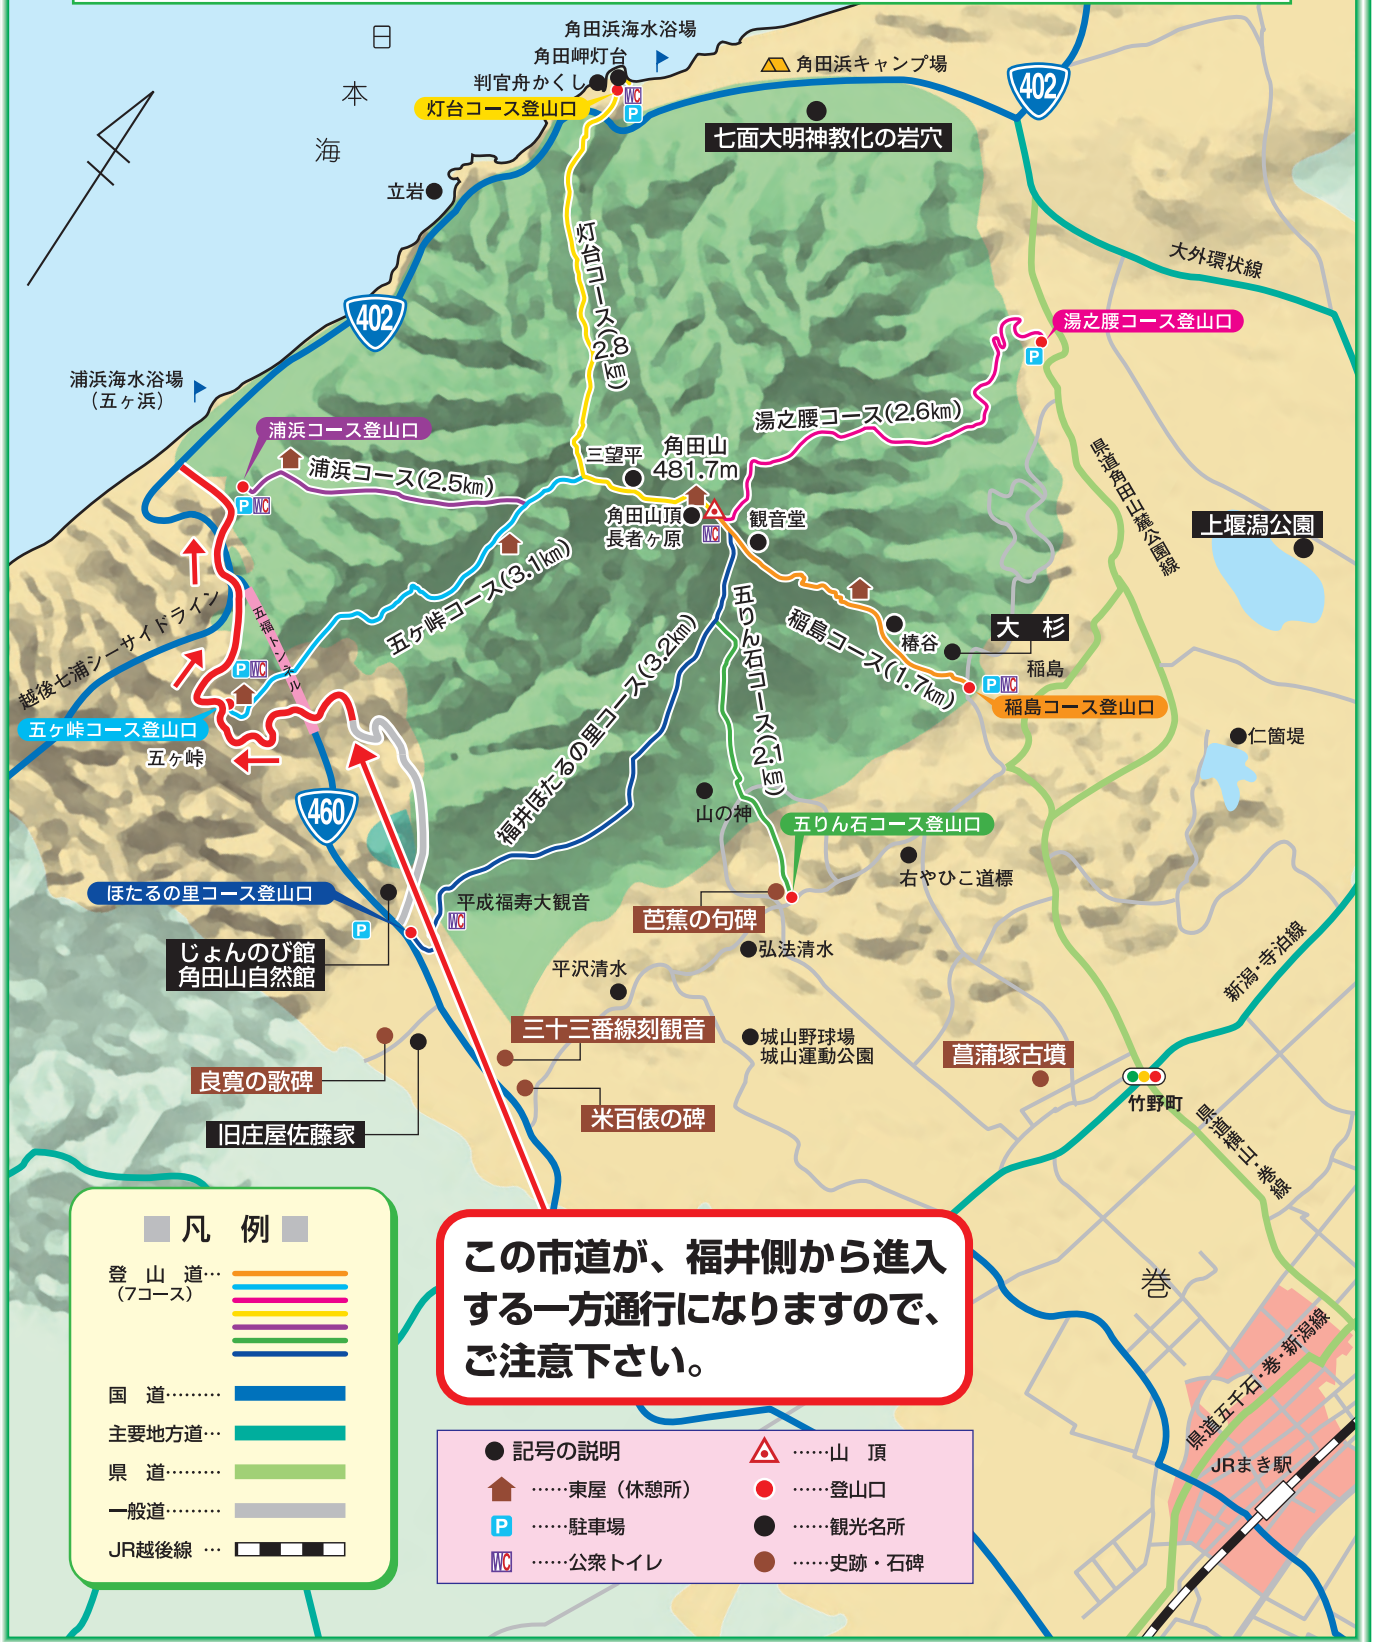 日
本
海
角田浜海水浴場
角田岬灯台
判官舟かくし
灯台コース登山口
WC
P
角田浜キャンプ場
402
七面大明神教化の岩穴
立岩
大外環状線
灯台コース(2.8km)
402
湯之腰コース登山口
P
浦浜海水浴場
(五ヶ浜)
浦浜コース登山口
浦浜コース(2.5km)
P WC
湯之腰コース(2.6km)
三望平
角田山
481.7m
角田山頂
長者ヶ原
WC
観音堂
県道角田山麓公園線
上堰潟公園
五ヶ峠コース(3.1km)
五福トンネル
越後七浦シーサイドライン
P WC
五ヶ峠コース登山口
五ヶ峠
福井ほたるの里コース(3.2km)
五りん石コース(2.1km)
稲島コース(1.7km)
椿谷
大 杉
稲島
P WC
稲島コース登山口
仁箇堤
460
山の神
五りん石コース登山口
右やひこ道標
ほたるの里コース登山口
P
平成福寿大観音
WC
芭蕉の句碑
じょんのび館
角田山自然館
弘法清水
平沢清水
新潟・寺泊線
三十三番線刻観音
城山野球場
城山運動公園
菖蒲塚古墳
良寛の歌碑
米百俵の碑
竹野町
旧庄屋佐藤家
県道横山・巻線
この市道が、福井側から進入
する一方通行になりますので、
ご注意下さい。
巻
県道五千石・巻・新潟線
JRまき駅
凡 例
登 山 道…
(7コース)
国 道………
主要地方道…
県 道………
一般道………
JR越後線 …
記号の説明
……東屋(休憩所)
P ……駐車場
WC ……公衆トイレ
……山 頂
……登山口
……観光名所
……史跡・石碑